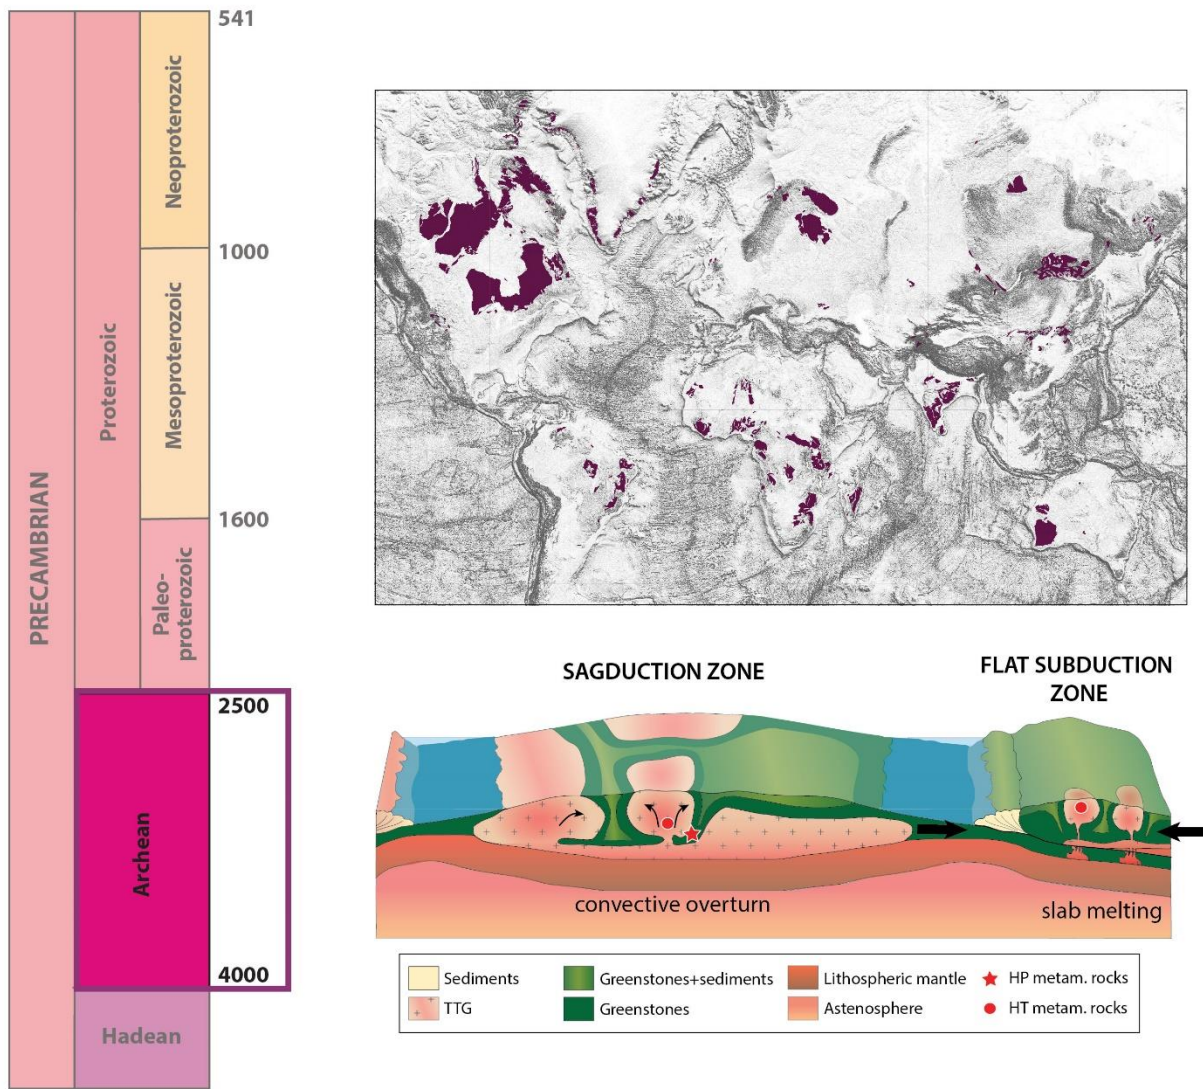 541
Neoproterozoic
1000
Mesoproterozoic
Proterozoic
PRECAMBRIAN
1600
Paleo-
proterozoic
2500
Archean
4000
Hadean
SAGDUCTION ZONE
FLAT SUBDUCTION
ZONE
convective overturn
slab melting
Sediments
Greenstones+sediments
Lithospheric mantle
HP metam. rocks
TTG
Greenstones
Astenosphere
HT metam. rocks